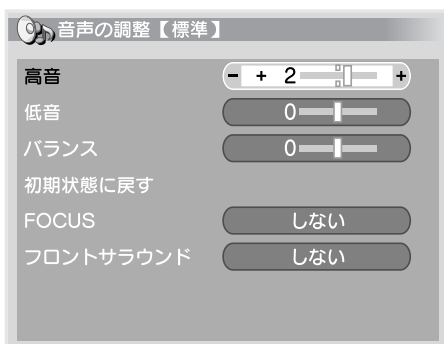 音声の調整【標準】
高音 - + 2 +
低音 0
バランス 0
初期状態に戻す
FOCUS しない
フロントサラウンド しない